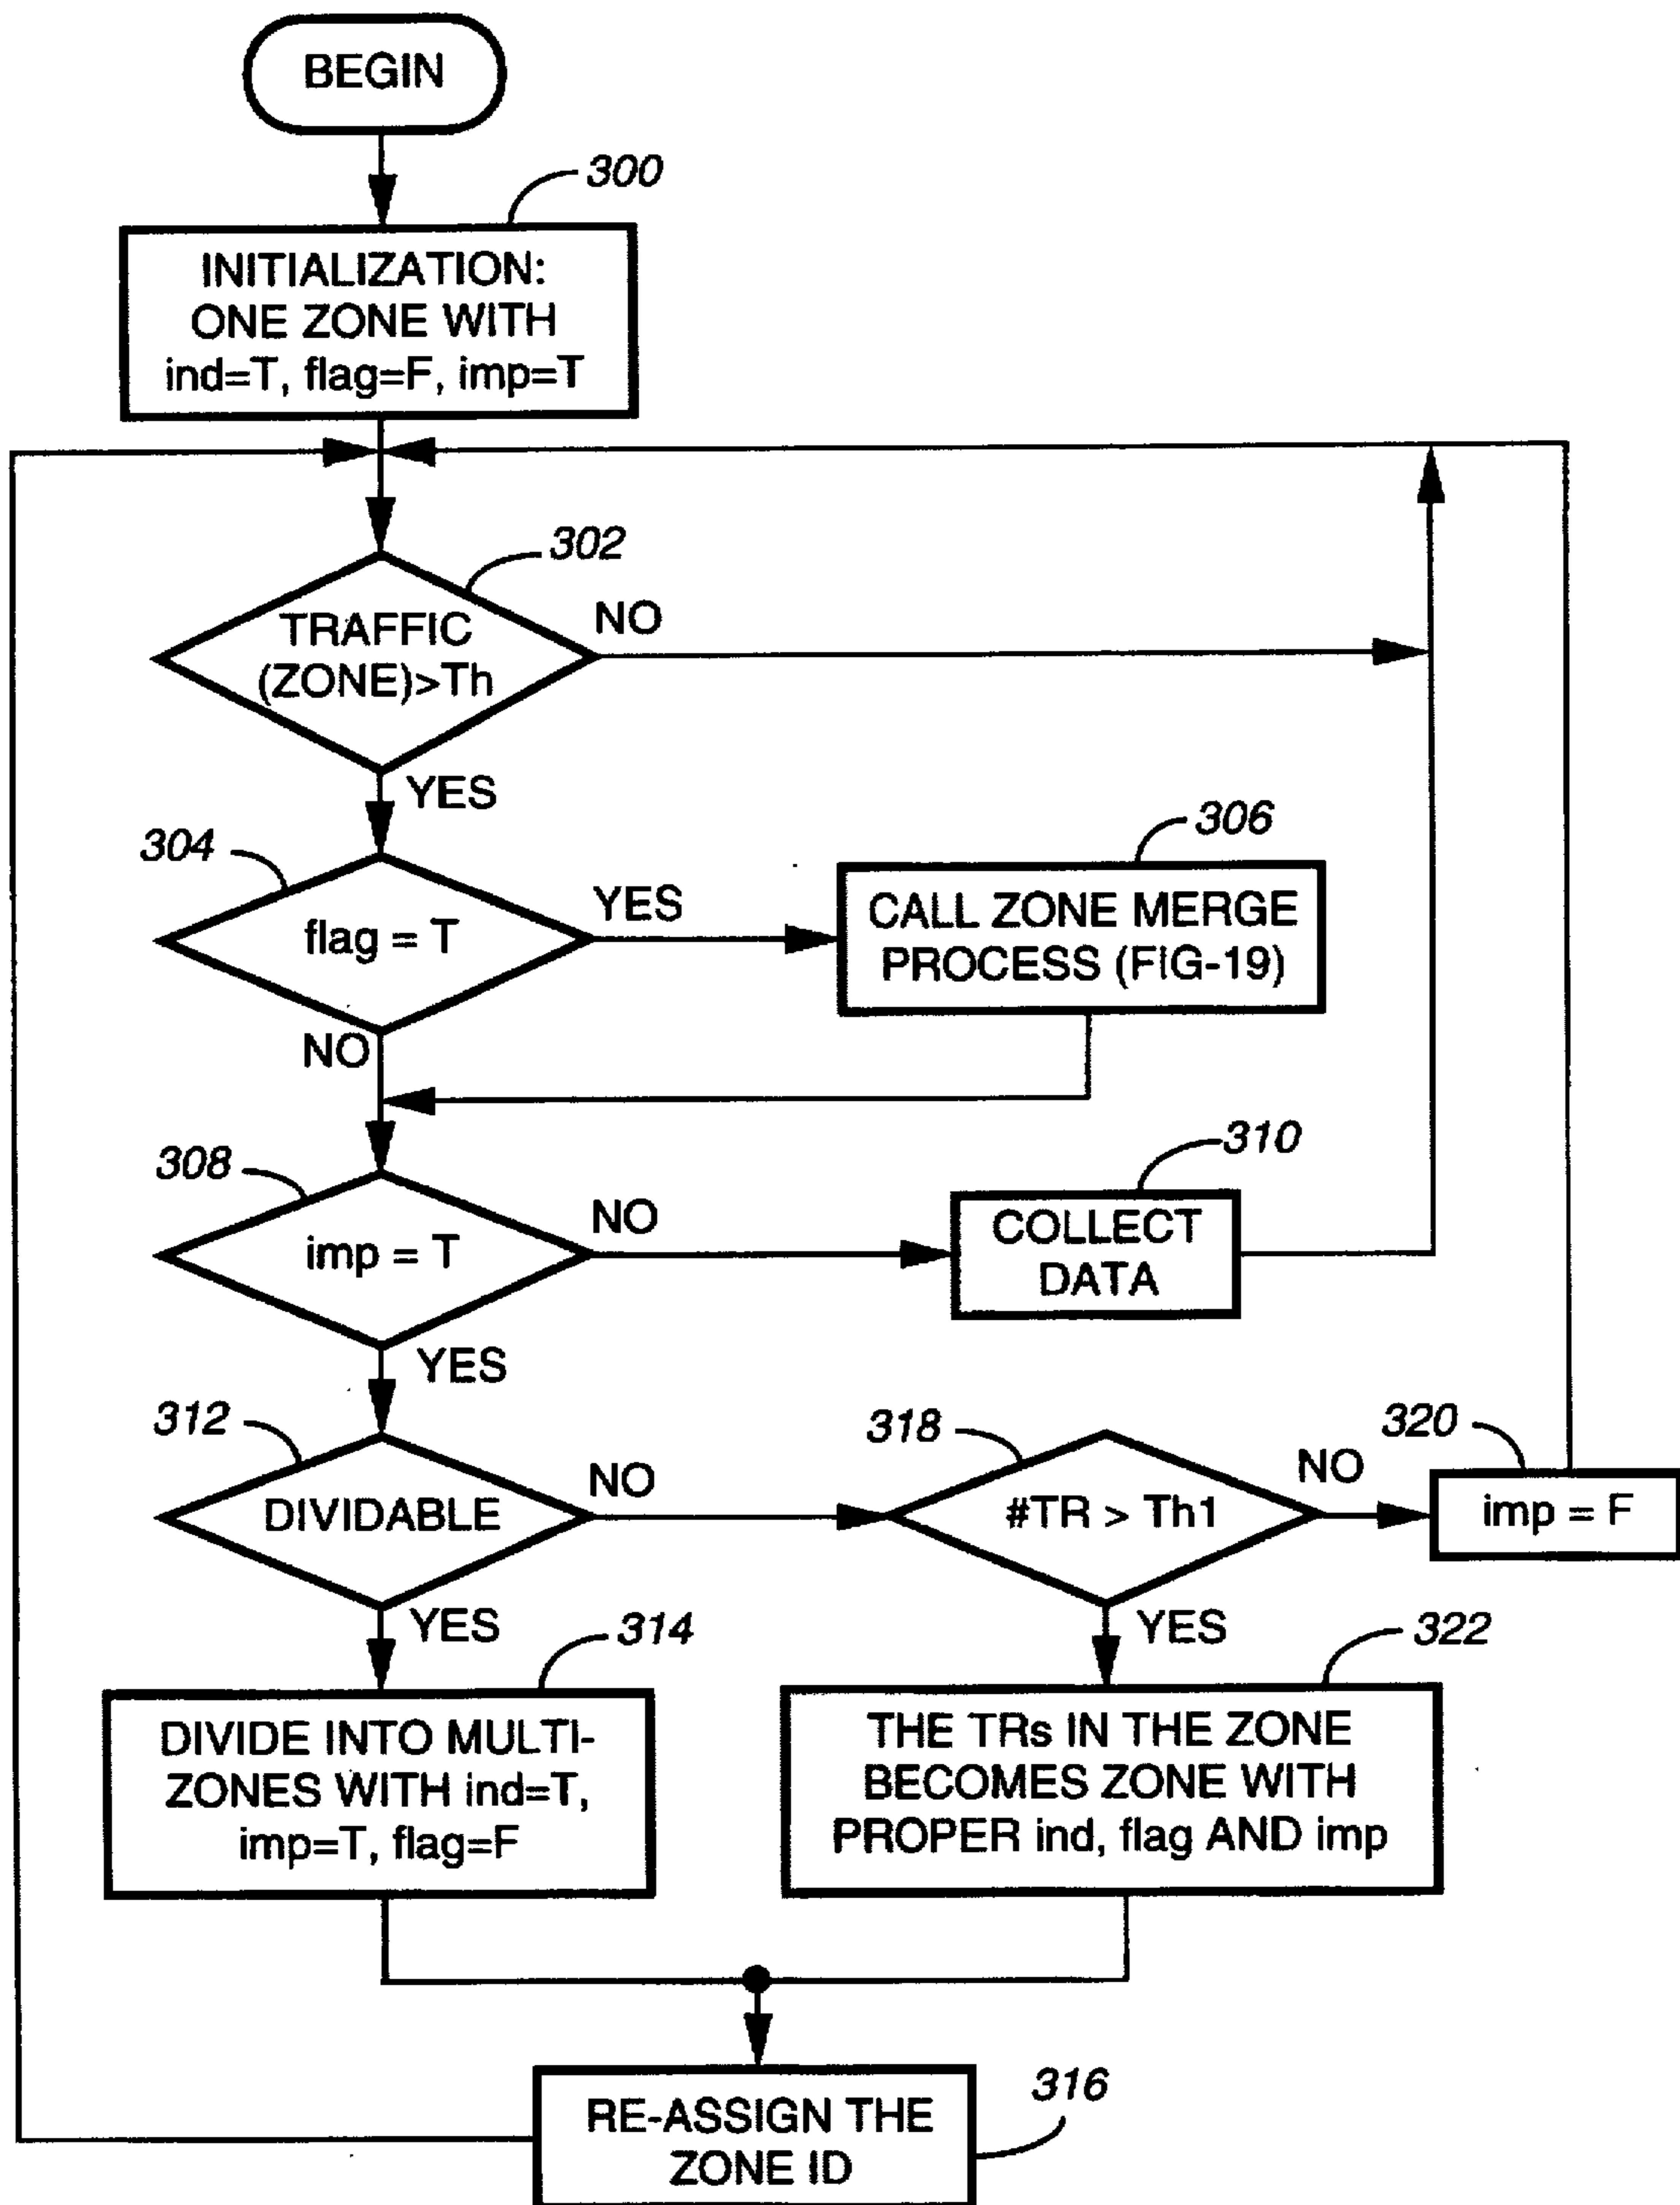 BEGIN
300
INITIALIZATION:
ONE ZONE WITH
ind=T, flag=F, imp=T
302
TRAFFIC
(ZONE)>Th
NO
YES
304
flag = T
YES
306
CALL ZONE MERGE
PROCESS (FIG-19)
NO
308
imp = T
NO
310
COLLECT
DATA
YES
312
DIVIDABLE
NO
318
#TR > Th1
NO
320
imp = F
YES
314
DIVIDE INTO MULTI-
ZONES WITH ind=T,
imp=T, flag=F
YES
322
THE TRs IN THE ZONE
BECOMES ZONE WITH
PROPER ind, flag AND imp
316
RE-ASSIGN THE
ZONE ID